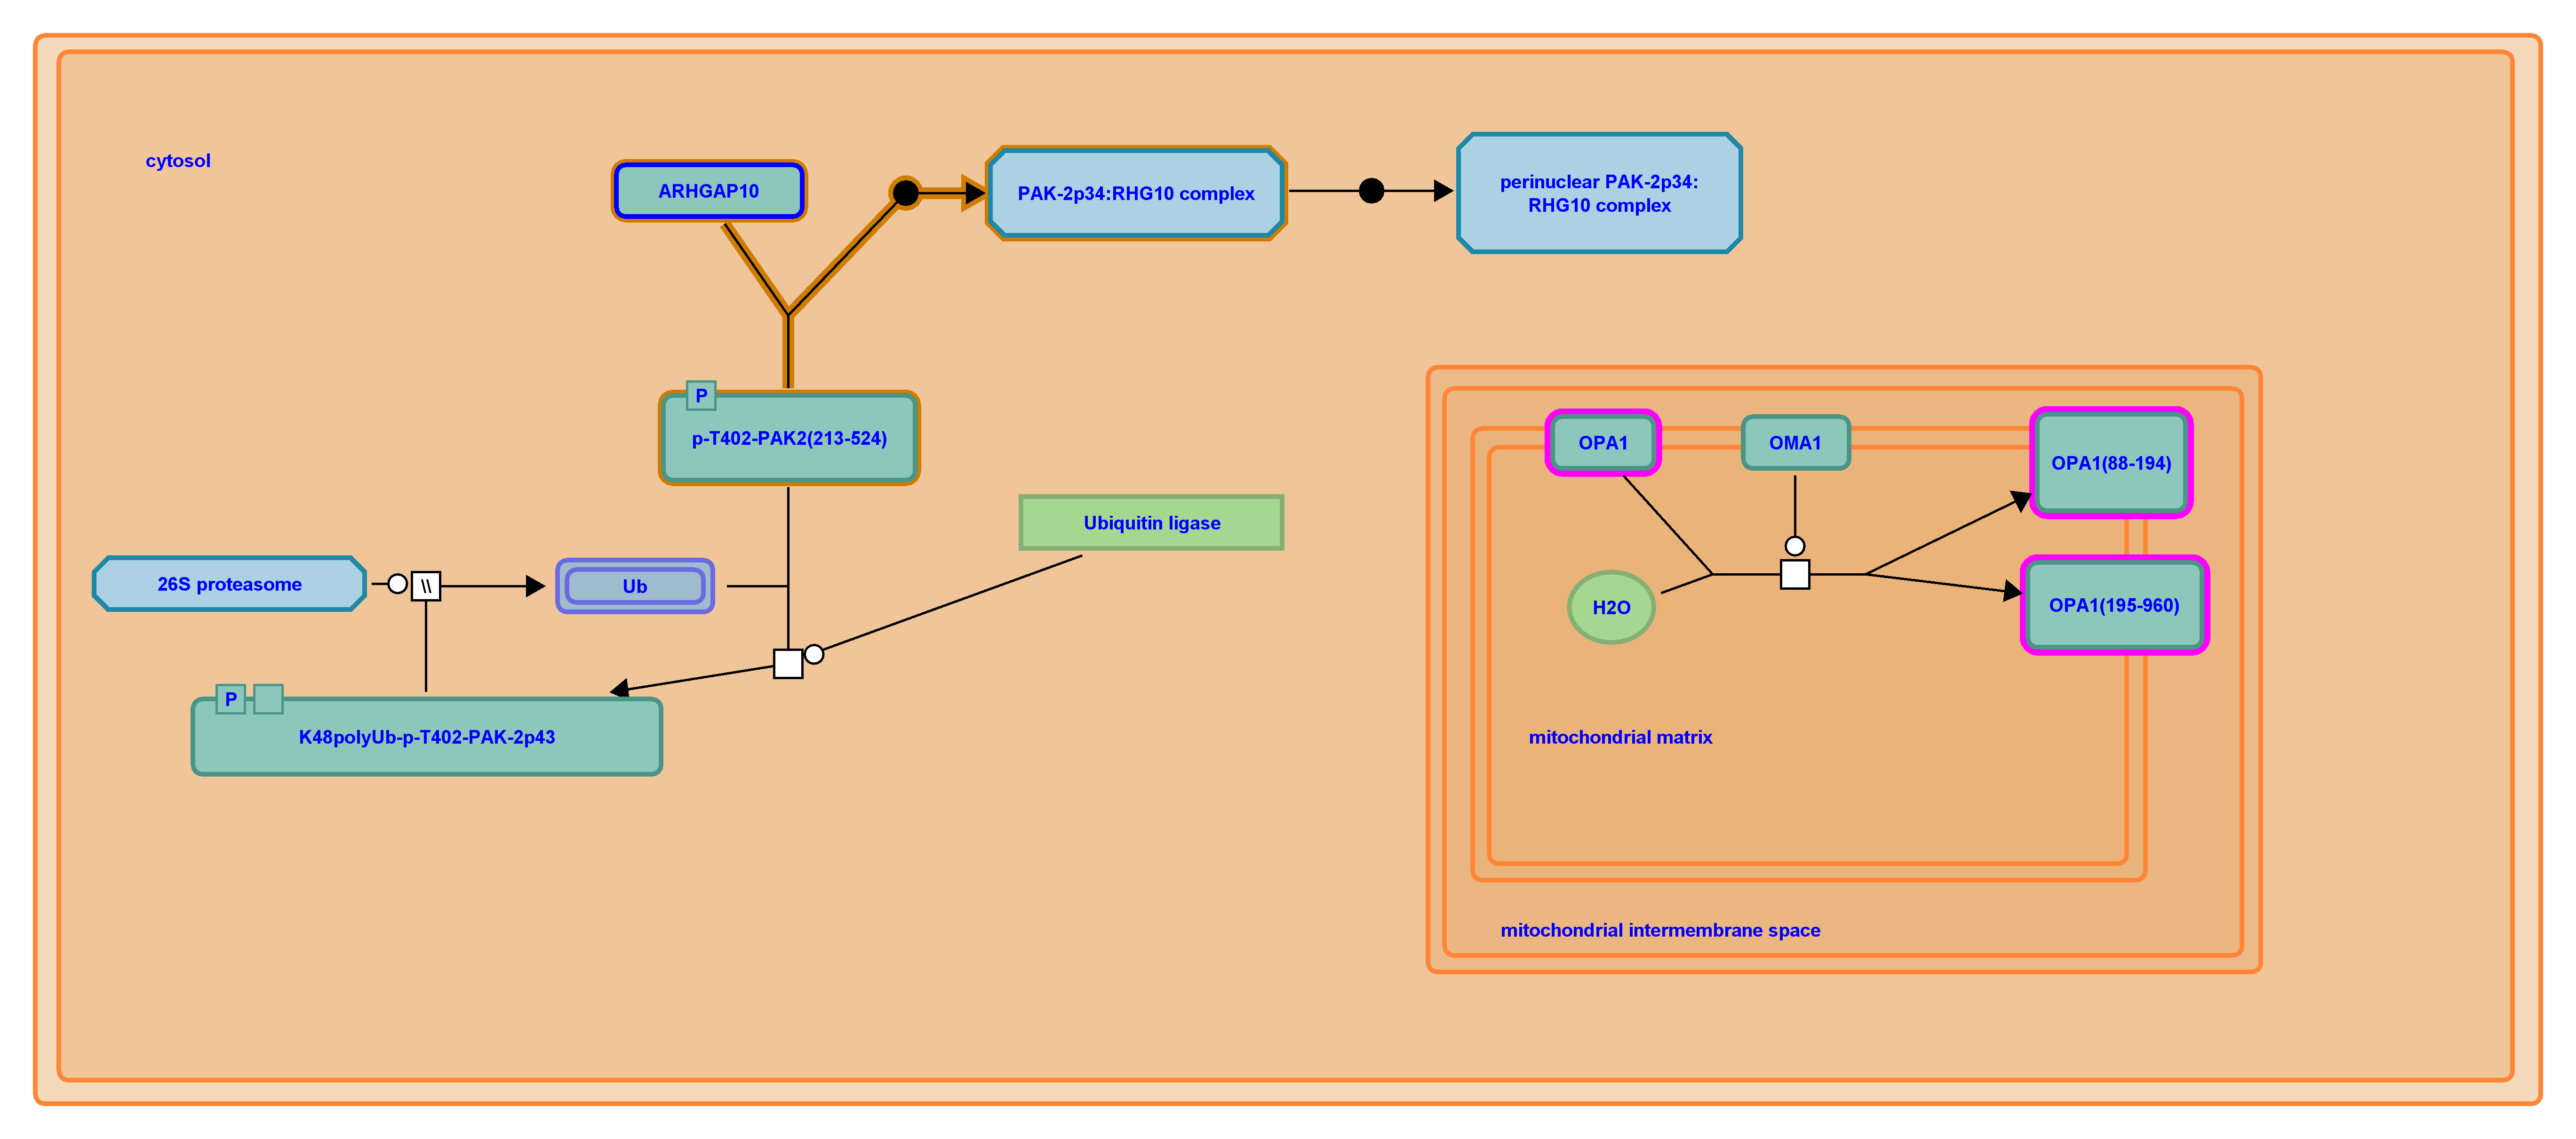 cytosol
ARHGAP10
PAK-2p34:RHG10 complex
perinuclear PAK-2p34:
RHG10 complex
P
p-T402-PAK2(213-524)
OPA1
OMA1
OPA1(88-194)
Ubiquitin ligase
26S proteasome
\\
Ub
H2O
OPA1(195-960)
P
K48polyUb-p-T402-PAK-2p43
mitochondrial matrix
mitochondrial intermembrane space